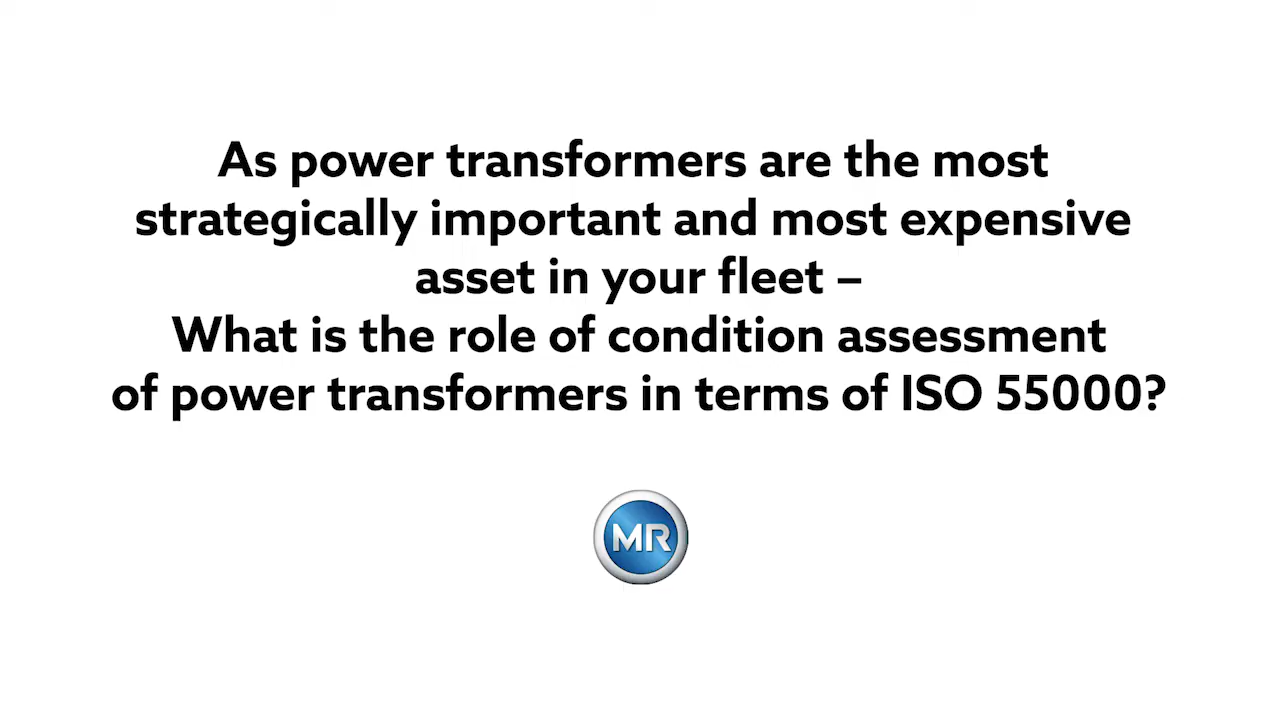 As power transformers are the most
strategically important and most expensive
asset in your fleet –
What is the role of condition assessment
of power transformers in terms of ISO 55000?
MR